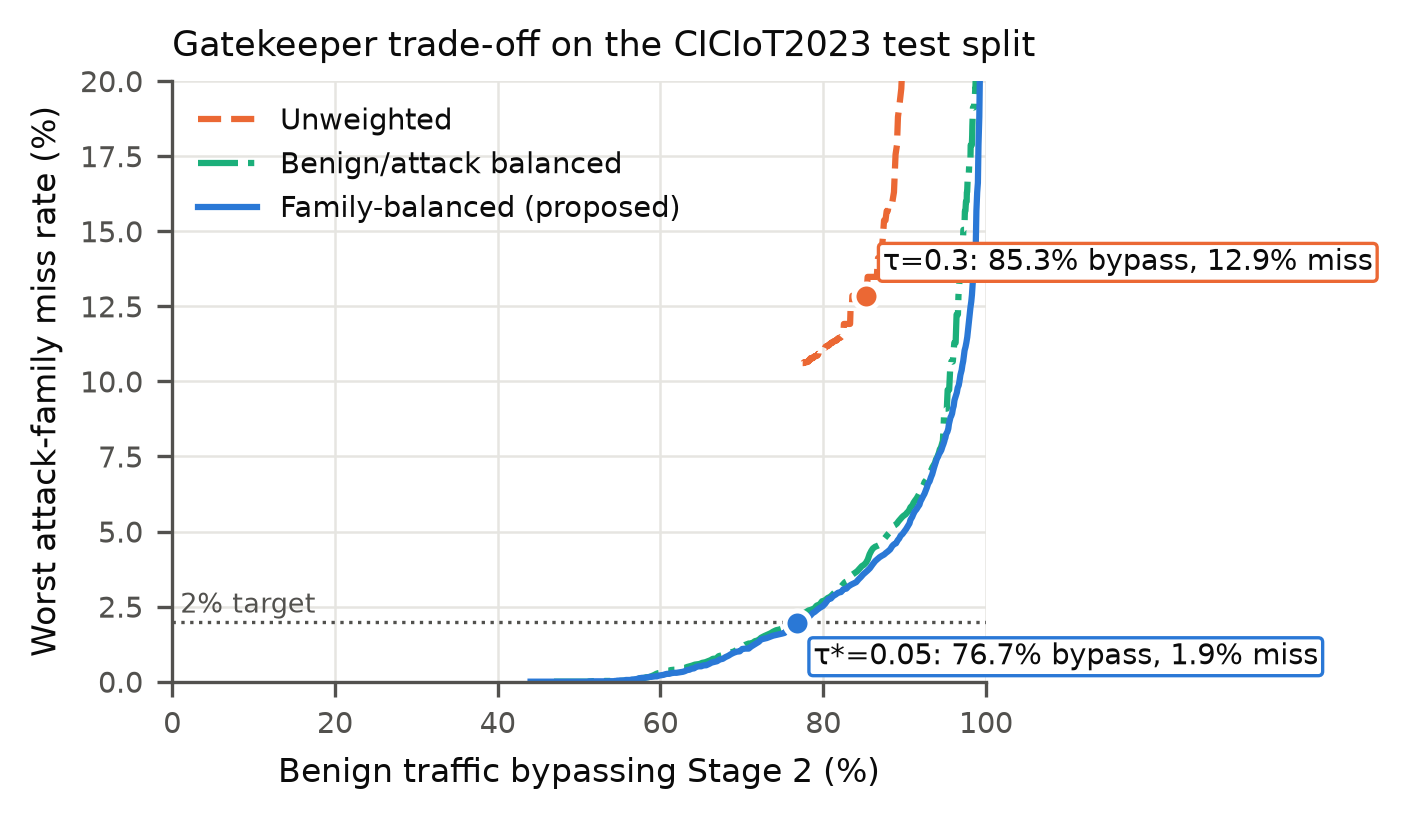 Gatekeeper trade-off on the CICIoT2023 test split
Worst attack-family miss rate (%)
20.0
17.5
15.0
12.5
10.0
7.5
5.0
2.5
0.0
Unweighted
Benign/attack balanced
Family-balanced (proposed)
τ=0.3: 85.3% bypass, 12.9% miss
2% target
τ*=0.05: 76.7% bypass, 1.9% miss
0 20 40 60 80 100
Benign traffic bypassing Stage 2 (%)